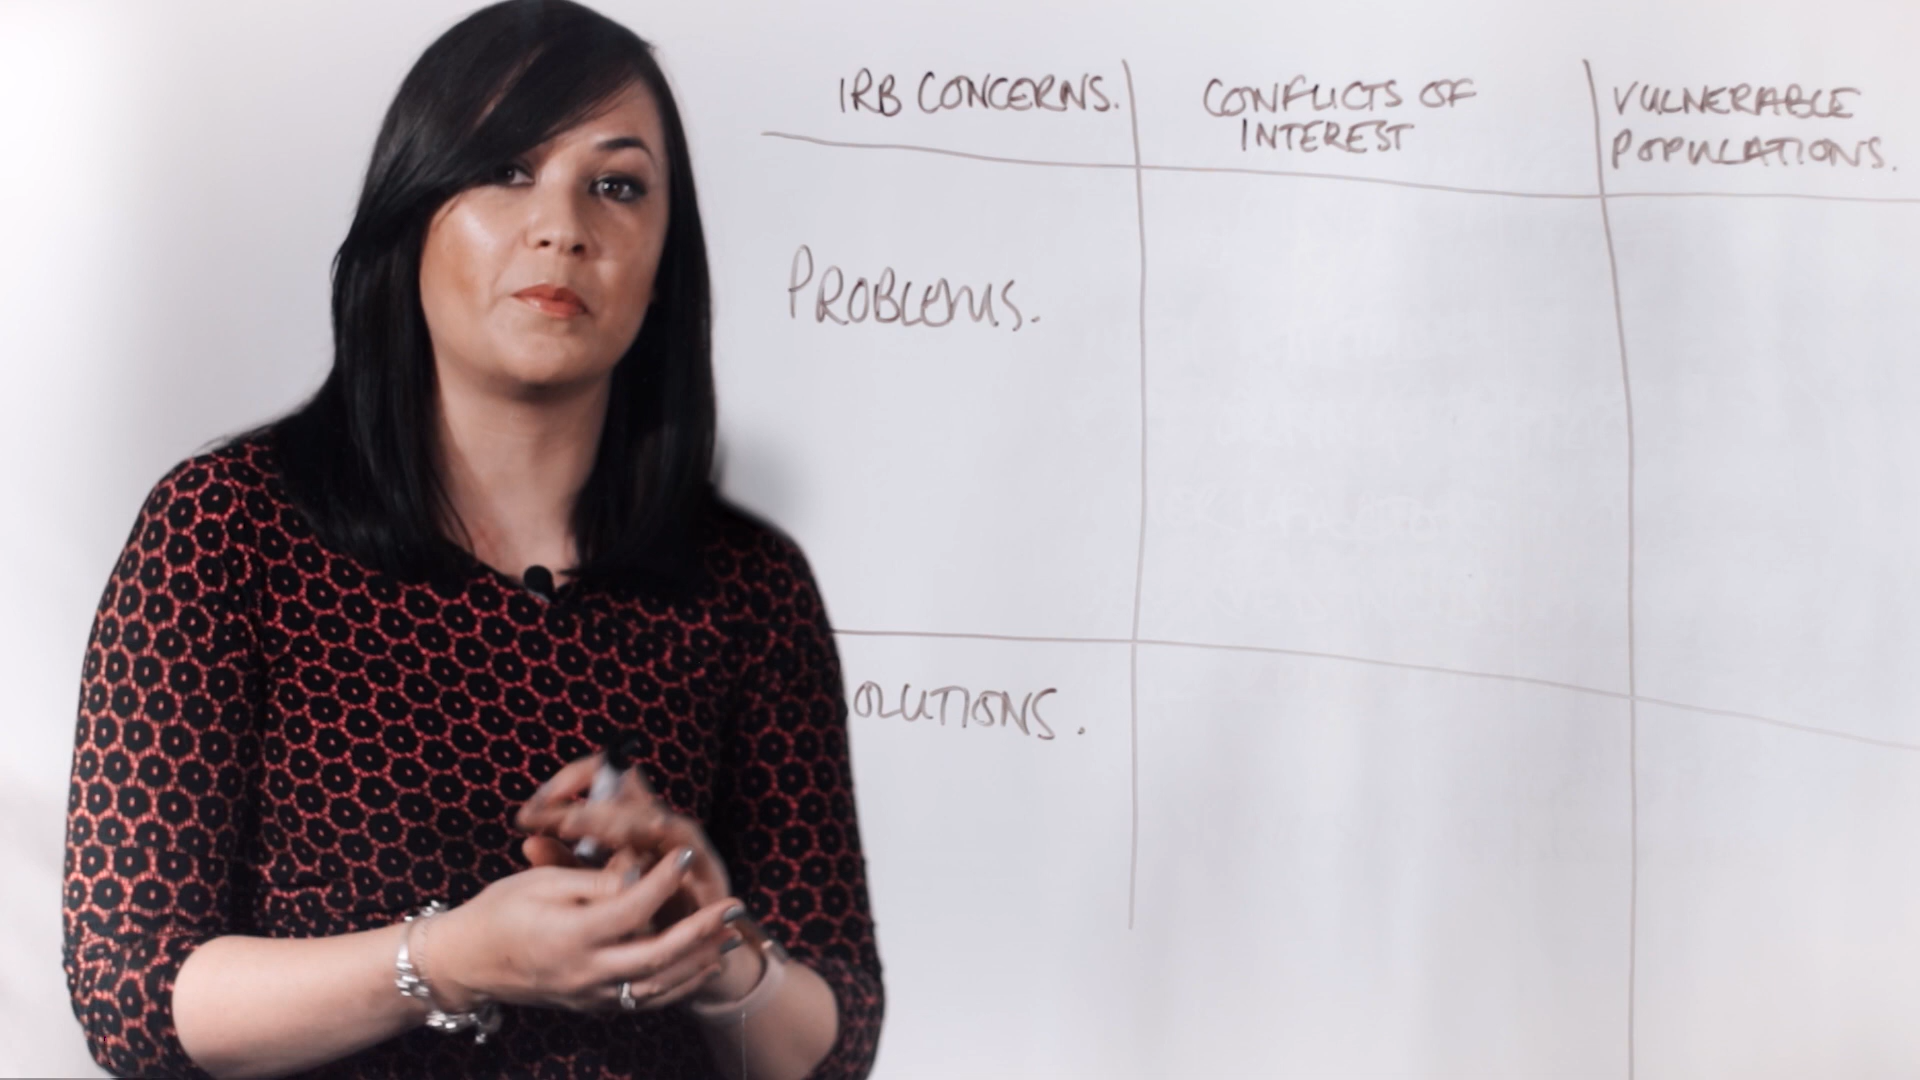 IRB CONCERNS.
CONFLICTS OF
INTEREST
VULNERABLE
POPULATIONS.
PROBLEMS.
OLUTIONS.